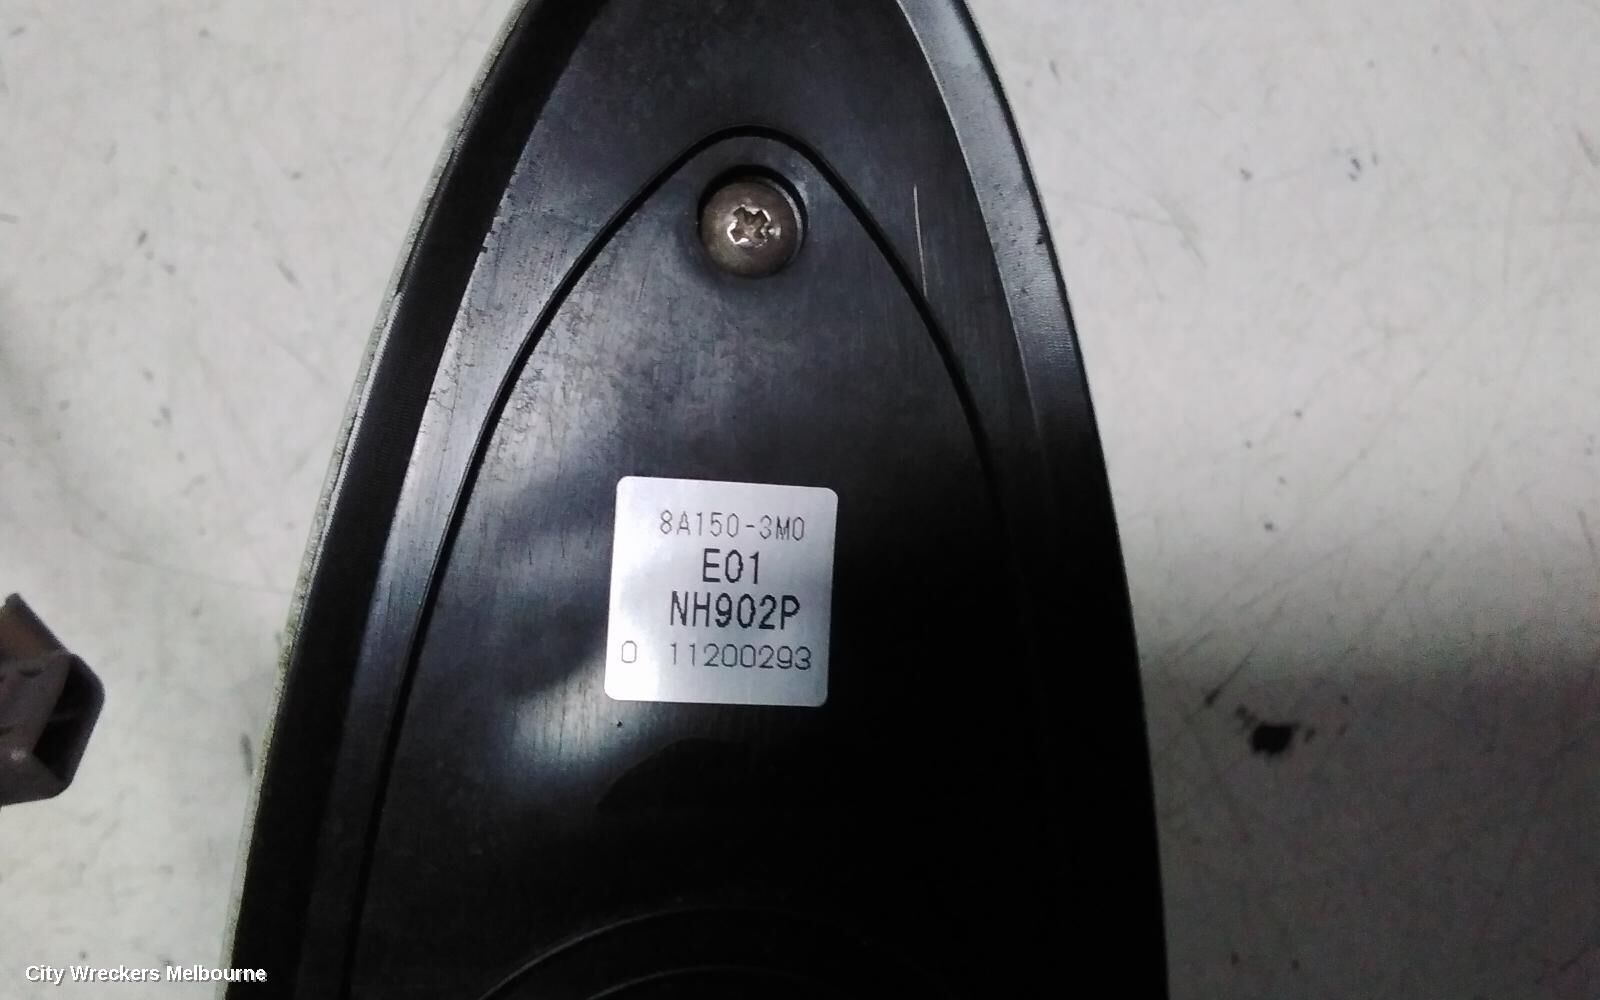 8A150-3M0
E01
NH902P
0 11200293
City Wreckers Melbourne